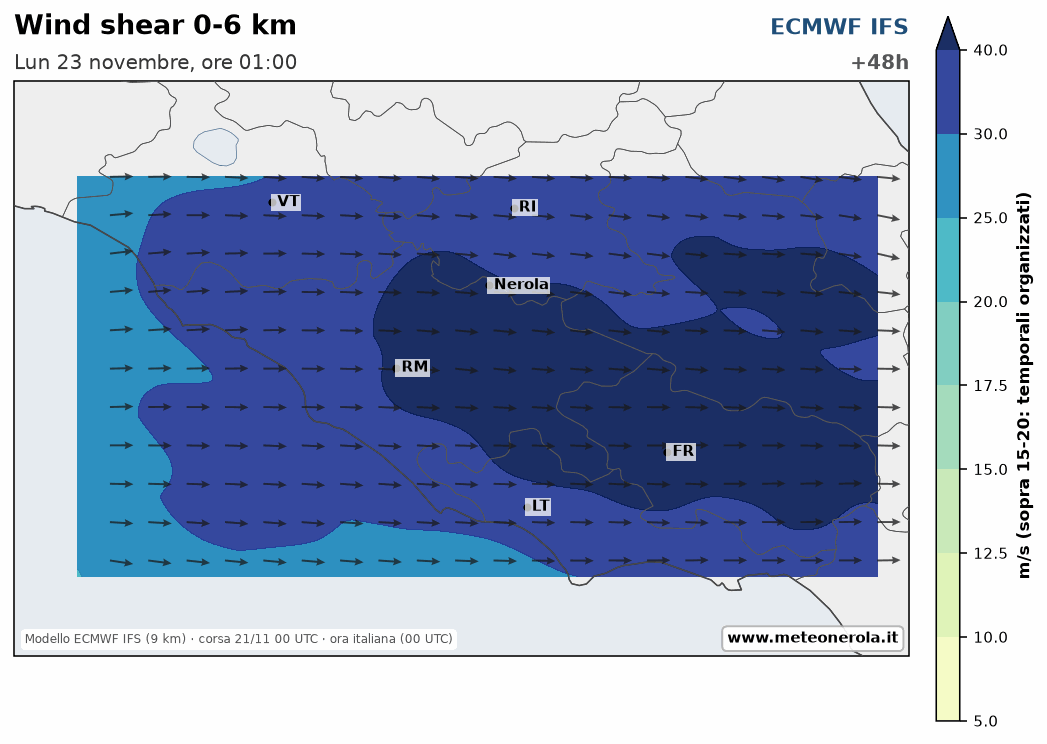 Wind shear 0-6 km
ECMWF IFS
Lun 23 novembre, ore 01:00
+48h
VT
RI
Nerola
RM
FR
LT
40.0
30.0
25.0
20.0
17.5
15.0
12.5
10.0
5.0
m/s (sopra 15-20: temporali organizzati)
Modello ECMWF IFS (9 km) · corsa 21/11 00 UTC · ora italiana (00 UTC)
www.meteonerola.it